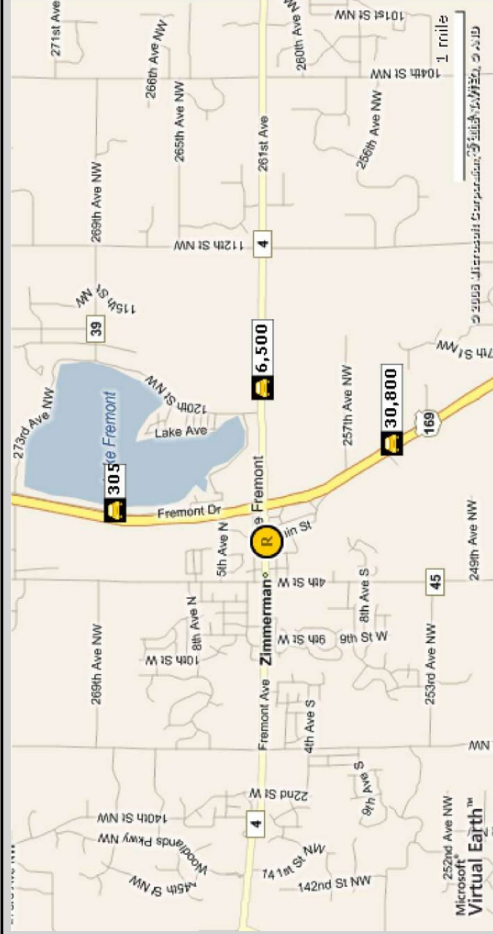 271st Ave
266th Ave NW
265th Ave NW
269th Ave NW
260th Ave NW
101st St NW
104th St NW
261st Ave
256th Ave NW
1 mile
112th St NW
4
115th St NW
39
273rd Ave NW
120th St NW
Lake Ave
6,500
257th Ave NW
30,800
169
305
Fremont Dr
Fremont
5th Ave N
R
in St
Zimmerman
4th St W
8th Ave N
8th Ave S
45
249th Ave NW
10th St W
9th St W
9th St W
269th Ave NW
253rd Ave NW
Fremont Ave
4th Ave S
NW
22nd St W
9th Ave S
140th St NW
Woodlands Pkwy NW
4
145th St NW
141st St NW
142nd St NW
252nd Ave NW
Microsoft®
Virtual Earth™